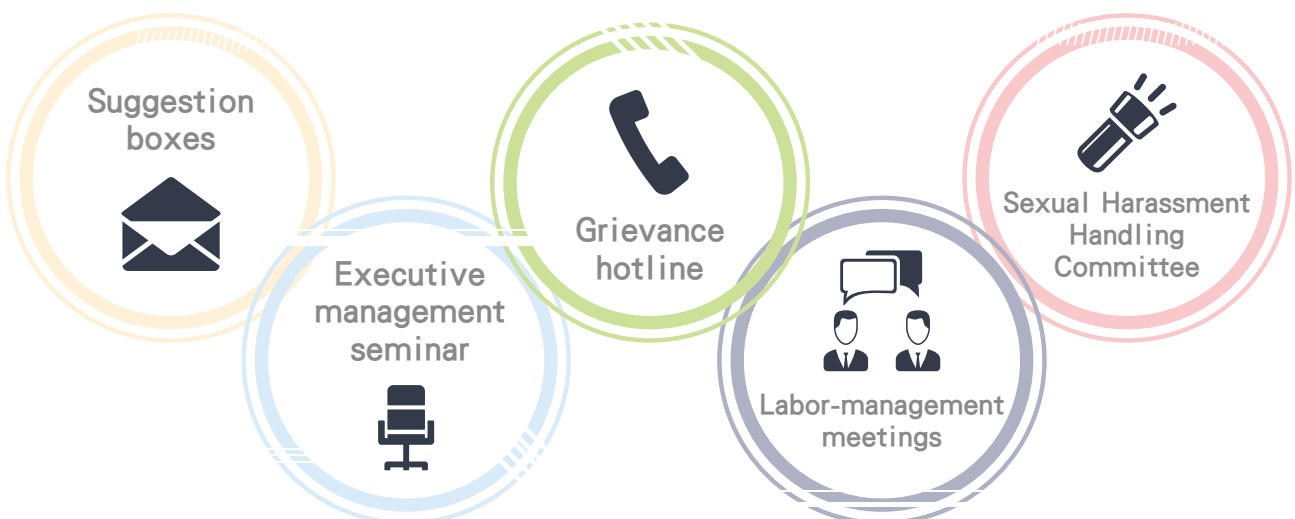 Suggestion
boxes
Executive
management
seminar
Grievance
hotline
Labor-management
meetings
Sexual Harassment
Handling
Committee